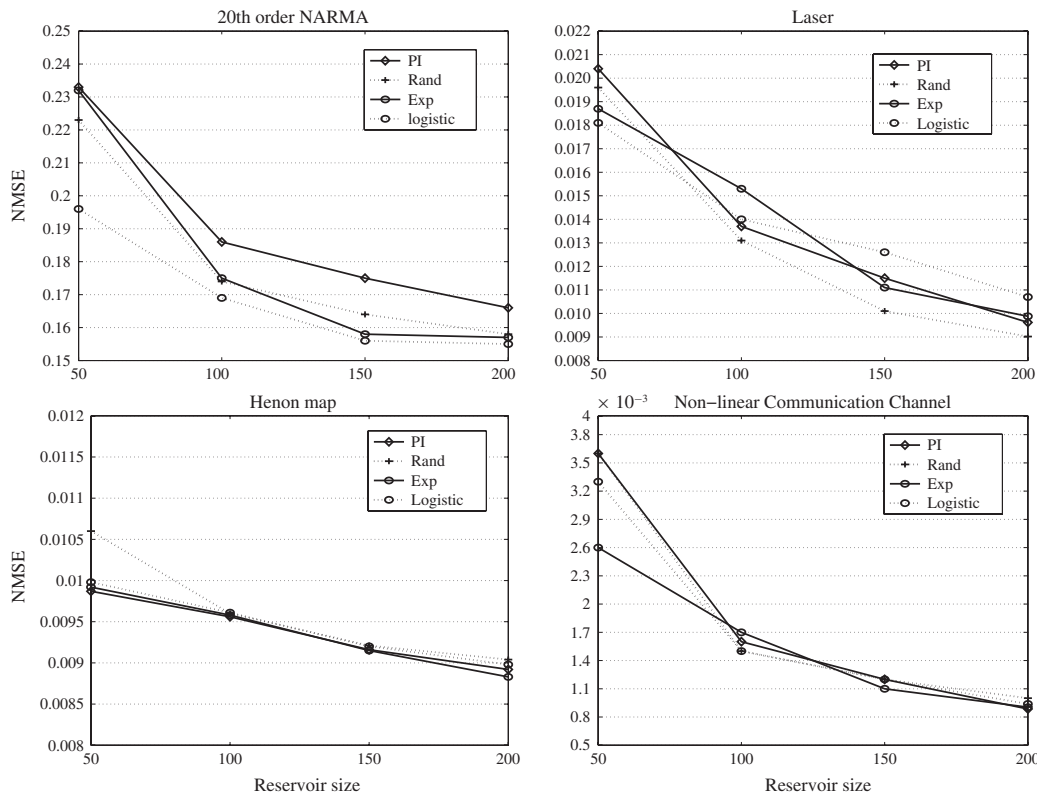 20th order NARMA
0.25
0.24
0.23
0.22
0.21
0.2
0.19
0.18
0.17
0.16
0.15
NMSE
50
100
150
200
PI
Rand
Exp
logistic
Laser
0.022
0.020
0.019
0.018
0.017
0.016
0.015
0.014
0.013
0.012
0.011
0.010
0.009
0.008
50
100
150
200
PI
Rand
Exp
Logistic
Henon map
0.012
0.0115
0.011
0.0105
0.01
0.0095
0.009
0.0085
0.008
NMSE
50
100
150
200
Reservoir size
PI
Rand
Exp
Logistic
× 10⁻³
Non−linear Communication Channel
4
3.8
3.5
3.2
2.9
2.6
2.3
2
1.7
1.4
1.1
0.8
0.5
50
100
150
200
Reservoir size
PI
Rand
Exp
Logistic